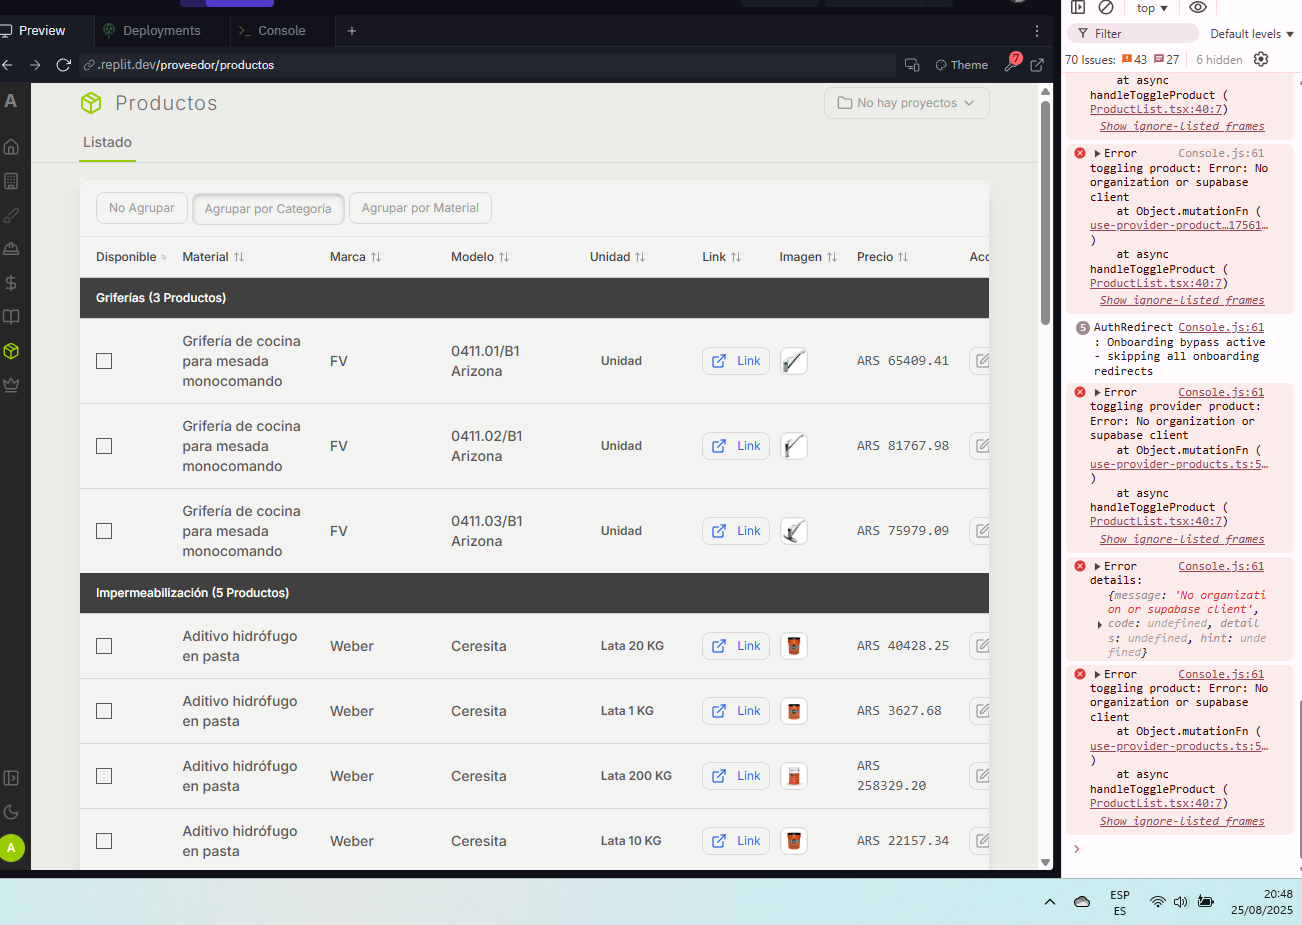 Preview
Deployments
>_ Console
+
.replit.dev/proveedor/productos
Theme
7
A
Productos
No hay proyectos
Listado
No Agrupar
Agrupar por Categoría
Agrupar por Material
Disponible
Material
Marca
Modelo
Unidad
Link
Imagen
Precio
Acc
Griferías (3 Productos)
Grifería de cocina
para mesada
monocomando
FV
0411.01/B1
Arizona
Unidad
Link
ARS 65409.41
Grifería de cocina
para mesada
monocomando
FV
0411.02/B1
Arizona
Unidad
Link
ARS 81767.98
Grifería de cocina
para mesada
monocomando
FV
0411.03/B1
Arizona
Unidad
Link
ARS 75979.09
Impermeabilización (5 Productos)
Aditivo hidrófugo
en pasta
Weber
Ceresita
Lata 20 KG
Link
ARS 40428.25
Aditivo hidrófugo
en pasta
Weber
Ceresita
Lata 1 KG
Link
ARS 3627.68
Aditivo hidrófugo
en pasta
Weber
Ceresita
Lata 200 KG
Link
ARS
258329.20
Aditivo hidrófugo
en pasta
Weber
Ceresita
Lata 10 KG
Link
ARS 22157.34
A
top ▼
Filter
Default levels ▼
70 Issues: 43 27 6 hidden
at async
handleToggleProduct (
ProductList.tsx:40:7)
Show ignore-listed frames
Error Console.js:61
toggling product: Error: No
organization or supabase
client
at Object.mutationFn (
use-provider-product…17561…
)
at async
handleToggleProduct (
ProductList.tsx:40:7)
Show ignore-listed frames
5 AuthRedirect Console.js:61
: Onboarding bypass active
- skipping all onboarding
redirects
Error Console.js:61
toggling provider product:
Error: No organization or
supabase client
at Object.mutationFn (
use-provider-products.ts:5…
)
at async
handleToggleProduct (
ProductList.tsx:40:7)
Show ignore-listed frames
Error Console.js:61
details:
{message: 'No organizati
on or supabase client',
code: undefined, detail
s: undefined, hint: unde
fined}
Error Console.js:61
toggling product: Error: No
organization or supabase
client
at Object.mutationFn (
use-provider-products.ts:5…
)
at async
handleToggleProduct (
ProductList.tsx:40:7)
Show ignore-listed frames
>
ESP
ES
20:48
25/08/2025